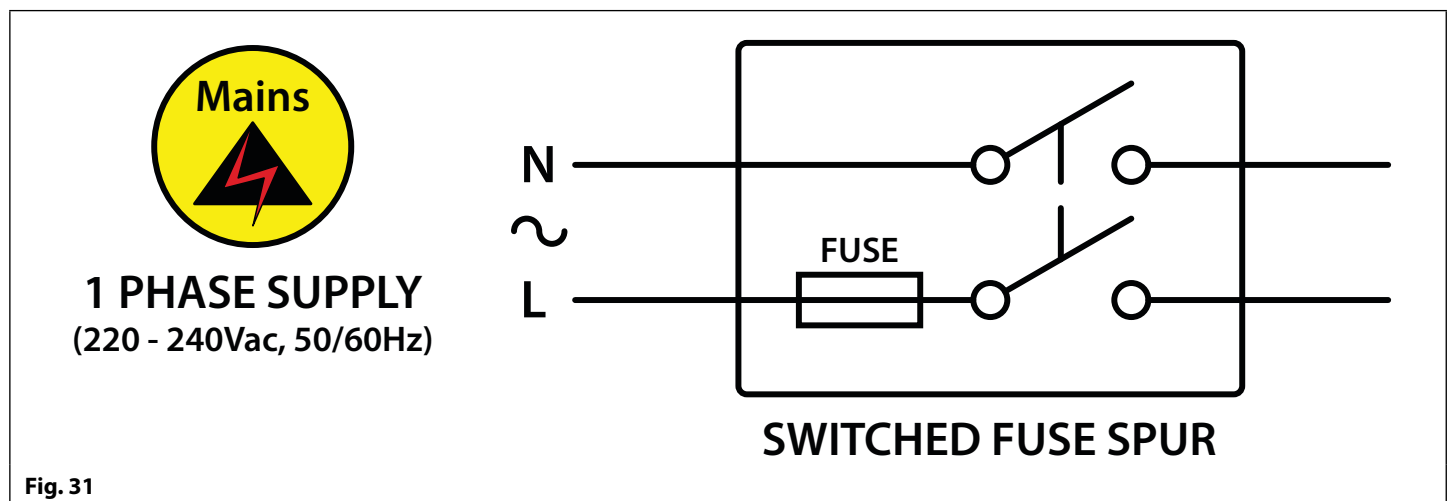 Mains
1 PHASE SUPPLY
(220 - 240Vac, 50/60Hz)
N
L
FUSE
SWITCHED FUSE SPUR
Fig. 31